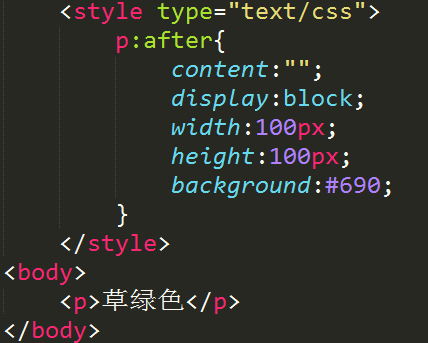 <style type="text/css">
p:after{
content:"";
display:block;
width:100px;
height:100px;
background:#690;
}
</style>
<body>
<p>草绿色</p>
</body>